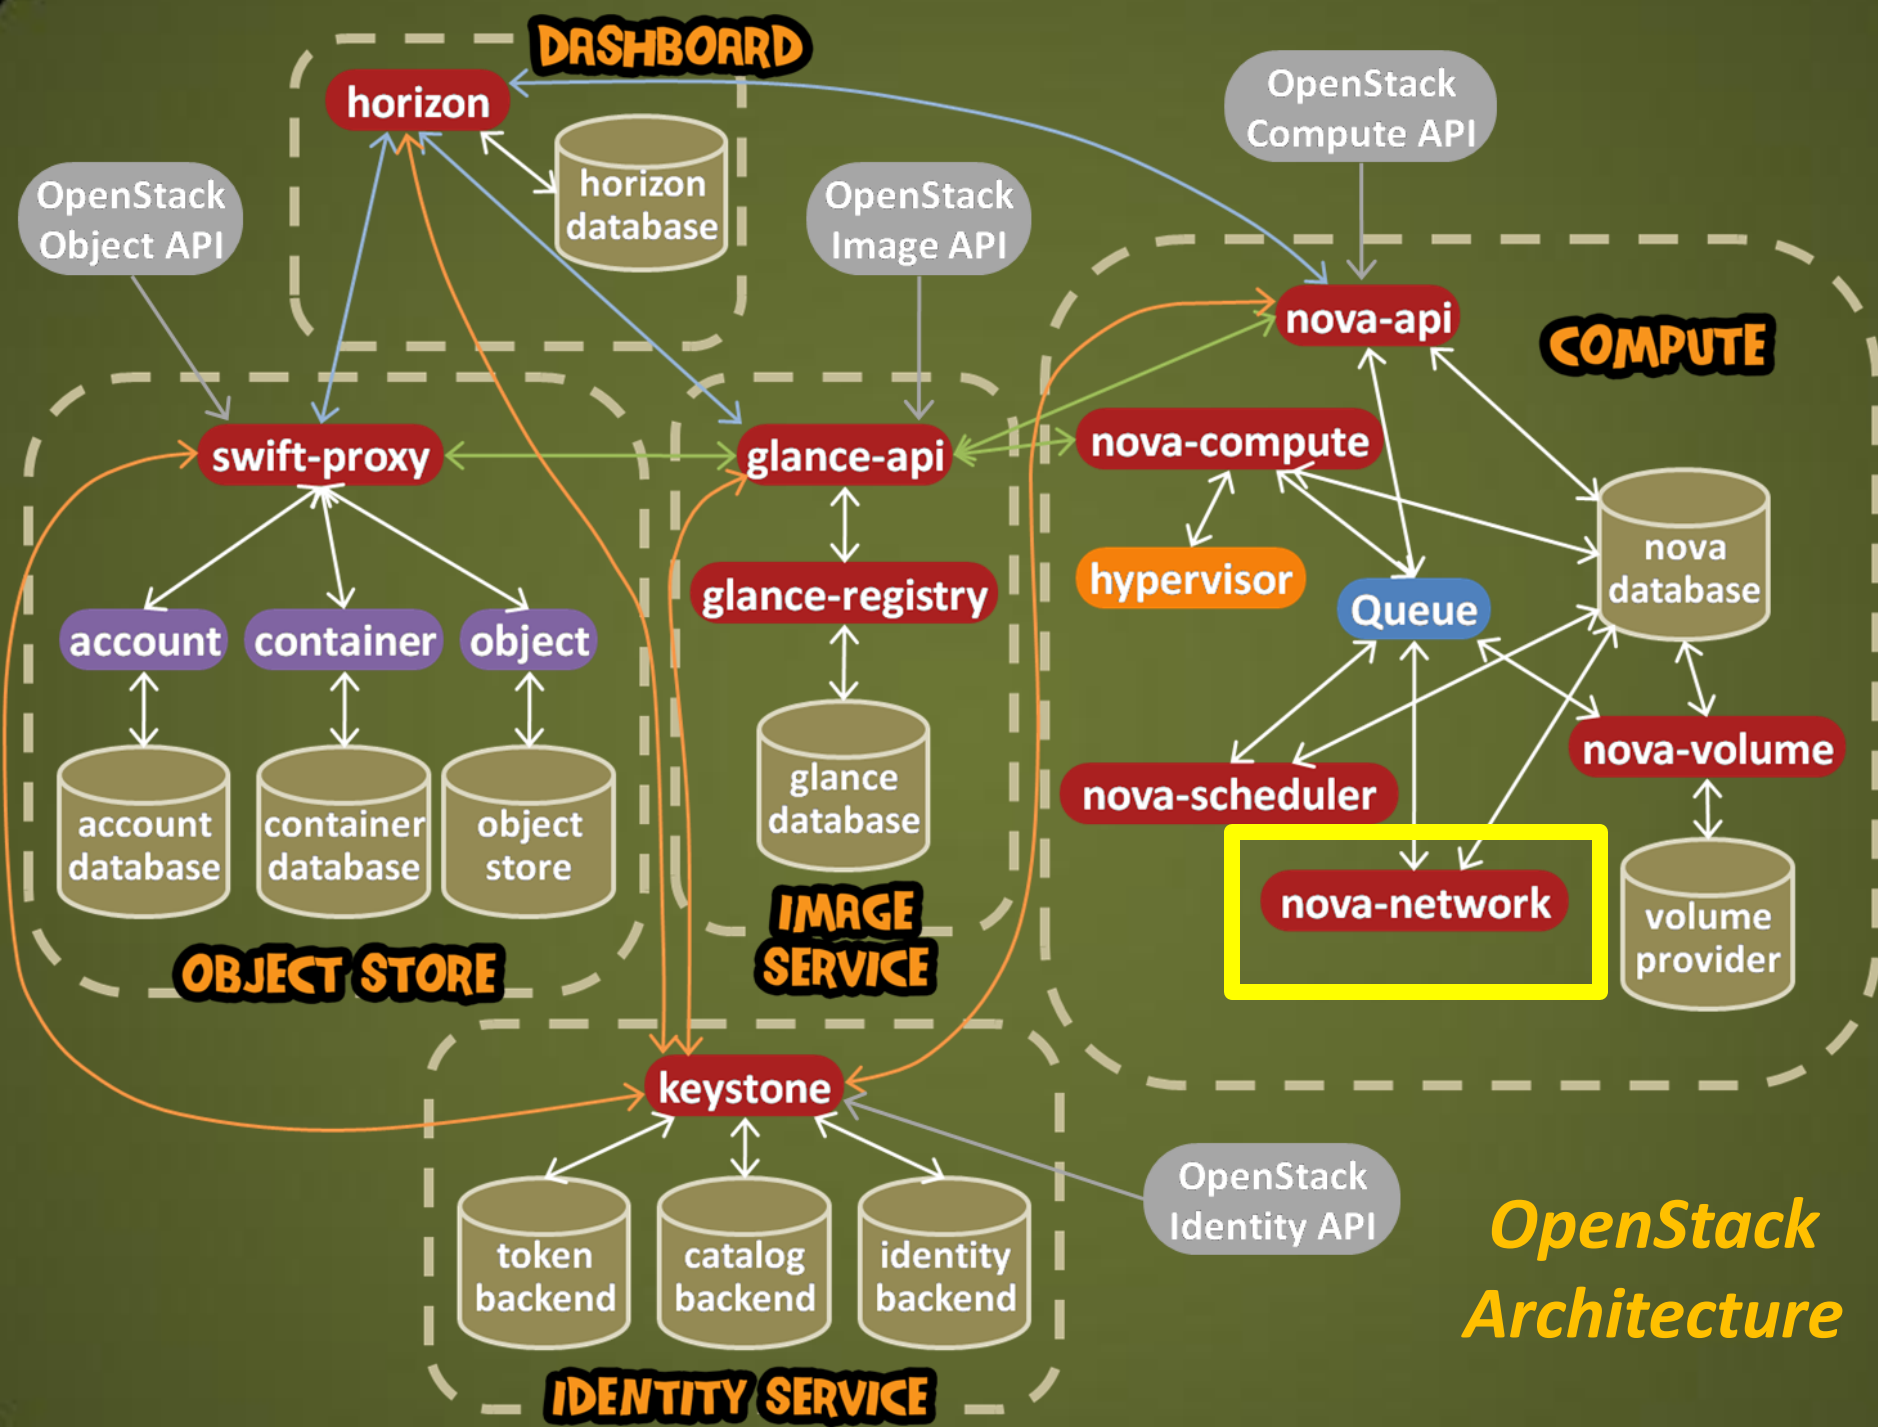 DASHBOARD
horizon
horizon
database
OpenStack
Object API
OpenStack
Image API
OpenStack
Compute API
nova-api
COMPUTE
swift-proxy
glance-api
nova-compute
glance-registry
hypervisor
Queue
nova
database
account
container
object
account
database
container
database
object
store
glance
database
nova-scheduler
nova-volume
nova-network
volume
provider
OBJECT STORE
IMAGE
SERVICE
keystone
token
backend
catalog
backend
identity
backend
OpenStack
Identity API
IDENTITY SERVICE
OpenStack
Architecture